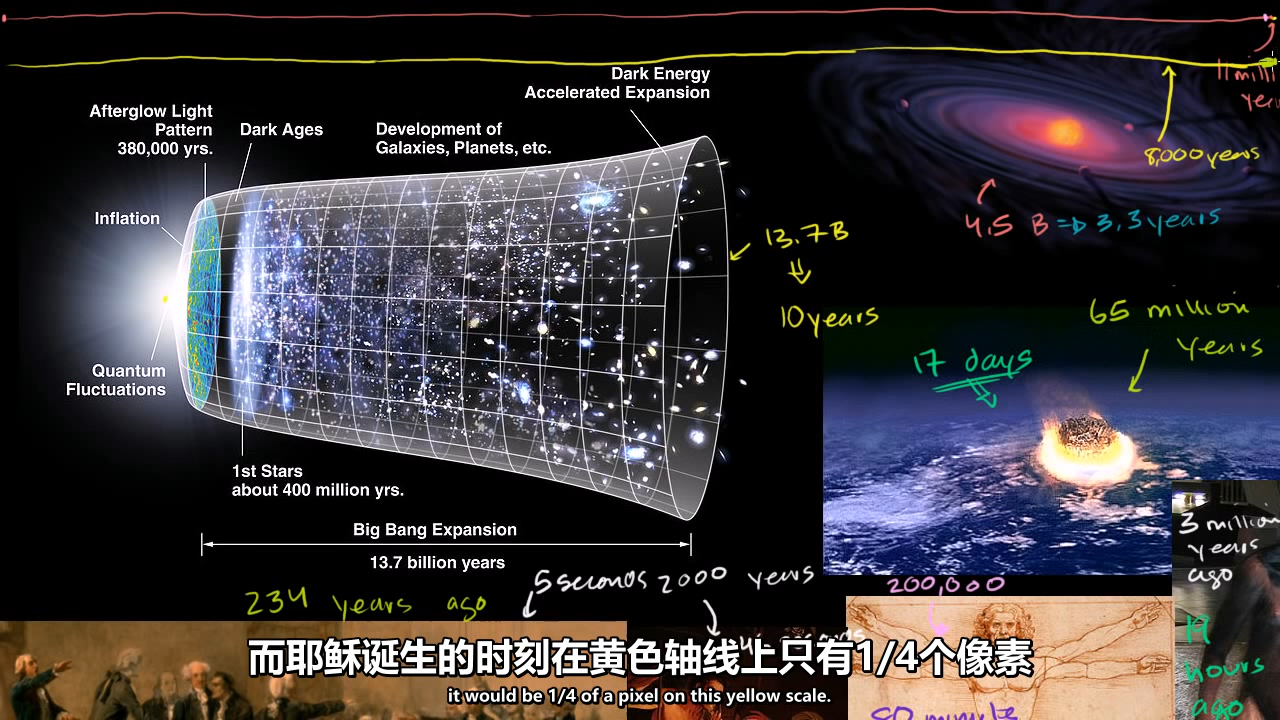 Dark Energy
Accelerated Expansion
Afterglow Light
Pattern
380,000 yrs.
Dark Ages
Development of
Galaxies, Planets, etc.
Inflation
Quantum
Fluctuations
1st Stars
about 400 million yrs.
Big Bang Expansion
13.7 billion years
8,000 years
4.5 B ⇒ 3.3 years
13.7 B
10 years
65 million
years
17 days
3 million
years
ago
19
hours
ago
5 seconds
2000 years
234 years ago
200,000
而耶稣诞生的时刻在黄色轴线上只有1/4个像素
it would be 1/4 of a pixel on this yellow scale.